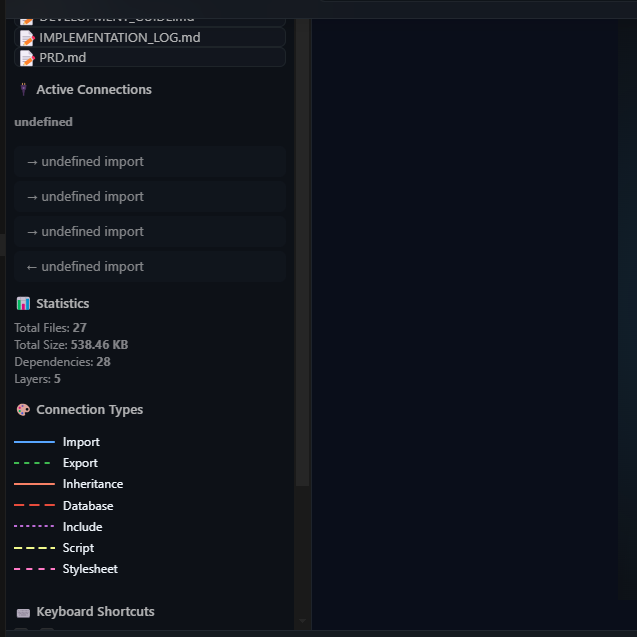 DEVELOPMENT_GUIDE.md
IMPLEMENTATION_LOG.md
PRD.md
Active Connections
undefined
→ undefined import
→ undefined import
→ undefined import
← undefined import
Statistics
Total Files: 27
Total Size: 538.46 KB
Dependencies: 28
Layers: 5
Connection Types
Import
Export
Inheritance
Database
Include
Script
Stylesheet
Keyboard Shortcuts